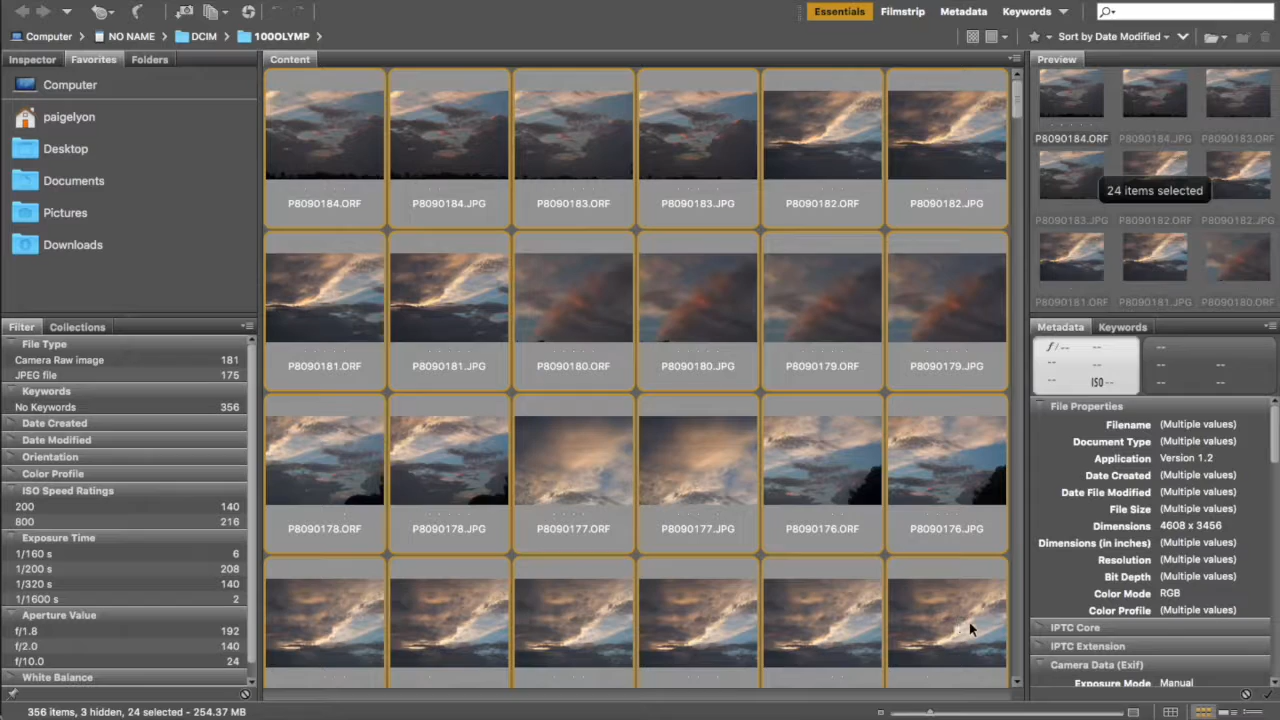 Essentials Filmstrip Metadata Keywords
Computer NO NAME DCIM 100OLYMP Sort by Date Modified
Inspector Favorites Folders
Computer
paigelyon
Desktop
Documents
Pictures
Downloads
Filter Collections
File Type
Camera Raw image 181
JPEG file 175
Keywords
No Keywords 356
Date Created
Date Modified
Orientation
Color Profile
ISO Speed Ratings
200 140
800 216
Exposure Time
1/160 s 6
1/200 s 208
1/320 s 140
1/1600 s 2
Aperture Value
f/1.8 192
f/2.0 140
f/10.0 24
White Balance
Content
P8090184.ORF P8090184.JPG P8090183.ORF P8090183.JPG P8090182.ORF P8090182.JPG
P8090181.ORF P8090181.JPG P8090180.ORF P8090180.JPG P8090179.ORF P8090179.JPG
P8090178.ORF P8090178.JPG P8090177.ORF P8090177.JPG P8090176.ORF P8090176.JPG
Preview
P8090184.ORF P8090184.JPG P8090183.ORF
24 items selected
P8090183.JPG P8090182.ORF P8090182.JPG
P8090181.ORF P8090181.JPG P8090180.ORF
Metadata Keywords
f/-- -- --
-- -- --
-- ISO -- -- --
File Properties
Filename (Multiple values)
Document Type (Multiple values)
Application Version 1.2
Date Created (Multiple values)
Date File Modified (Multiple values)
File Size (Multiple values)
Dimensions 4608 x 3456
Dimensions (in inches) (Multiple values)
Resolution (Multiple values)
Bit Depth (Multiple values)
Color Mode RGB
Color Profile (Multiple values)
IPTC Core
IPTC Extension
Camera Data (Exif)
Exposure Mode Manual
356 items, 3 hidden, 24 selected - 254.37 MB